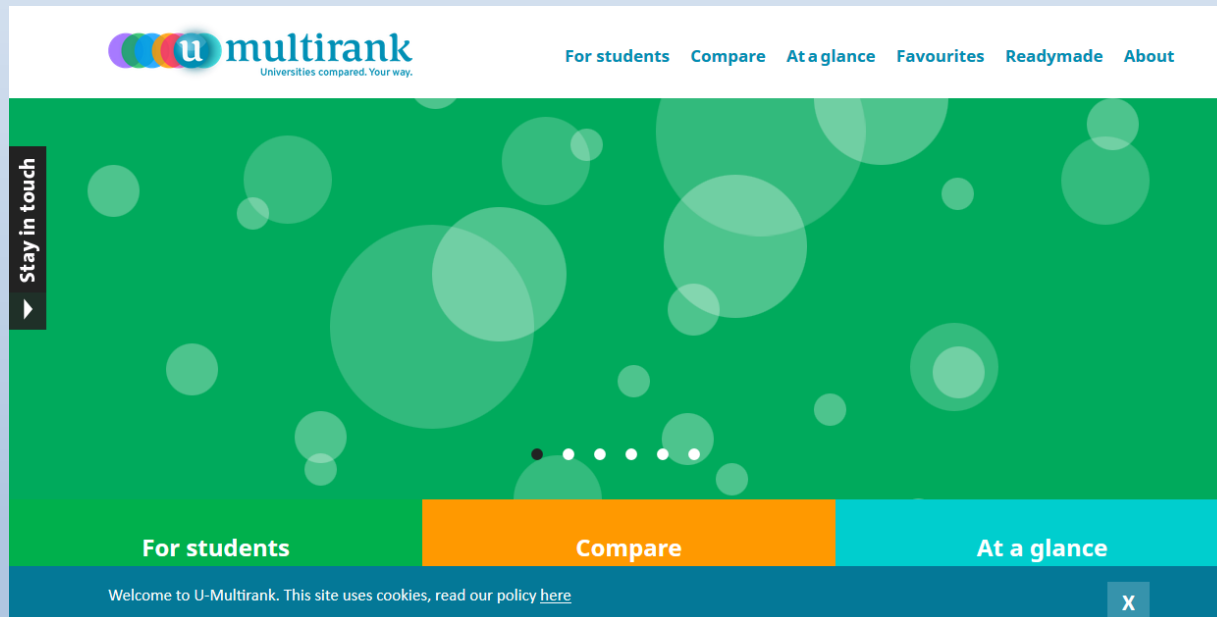 u multirank
Universities compared. Your way.
For students Compare At a glance Favourites Readymade About
Stay in touch
For students Compare At a glance
Welcome to U-Multirank. This site uses cookies, read our policy here
X